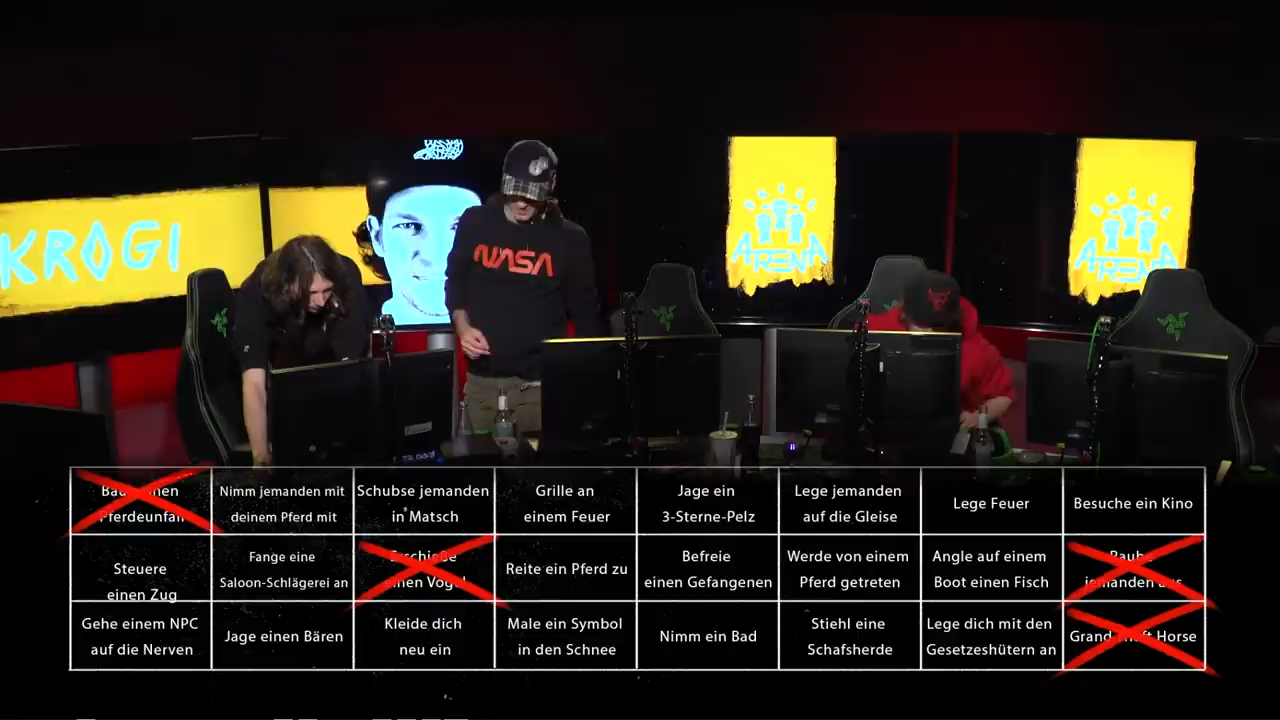 KROGI
NASA
ARENA
ARENA
Pferdeunfall
Nimm jemanden mit
deinem Pferd mit
Schubse jemanden
in Matsch
Grille an
einem Feuer
Jage ein
3-Sterne-Pelz
Lege jemanden
auf die Gleise
Lege Feuer
Besuche ein Kino
Steuere
einen Zug
Fange eine
Saloon-Schlägerei an
Erschieße
einen Vogel
Reite ein Pferd zu
Befreie
einen Gefangenen
Werde von einem
Pferd getreten
Angle auf einem
Boot einen Fisch
Raube
jemanden aus
Gehe einem NPC
auf die Nerven
Jage einen Bären
Kleide dich
neu ein
Male ein Symbol
in den Schnee
Nimm ein Bad
Stiehl eine
Schafsherde
Lege dich mit den
Gesetzeshütern an
Grand Theft Horse